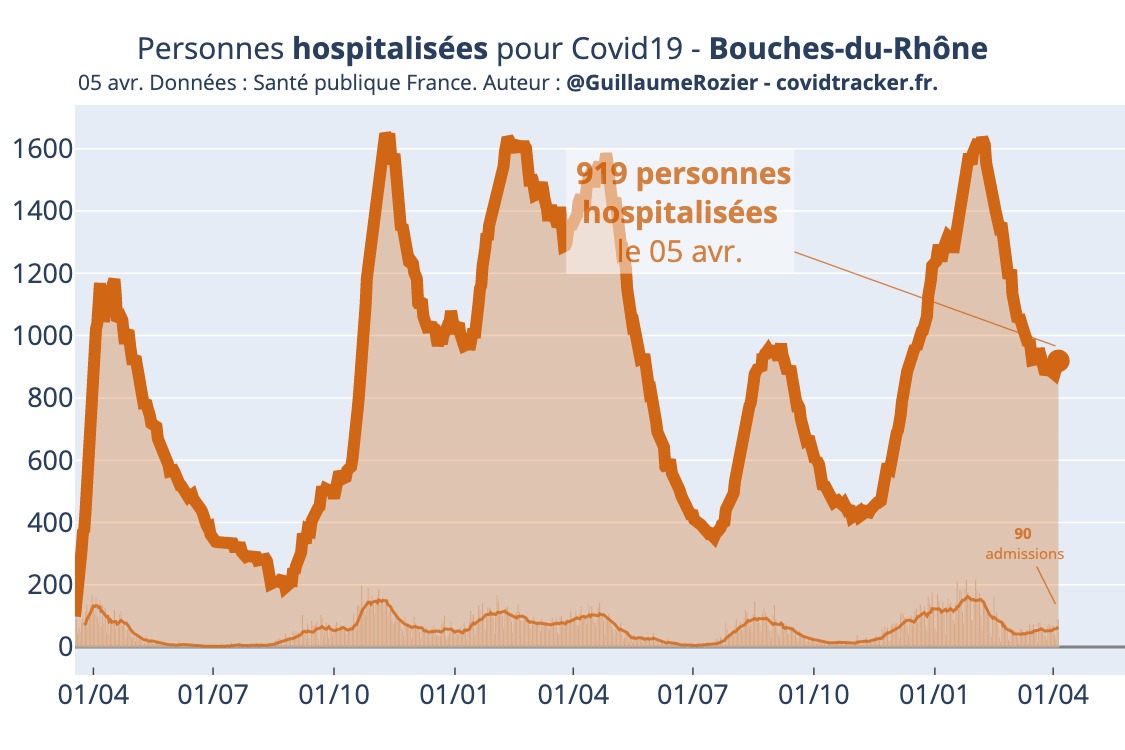 Personnes hospitalisées pour Covid19 - Bouches-du-Rhône
05 avr. Données : Santé publique France. Auteur : @GuillaumeRozier - covidtracker.fr.
1600
1400
1200
1000
800
600
400
200
0
919 personnes
hospitalisées
le 05 avr.
90
admissions
01/04 01/07 01/10 01/01 01/04 01/07 01/10 01/01 01/04